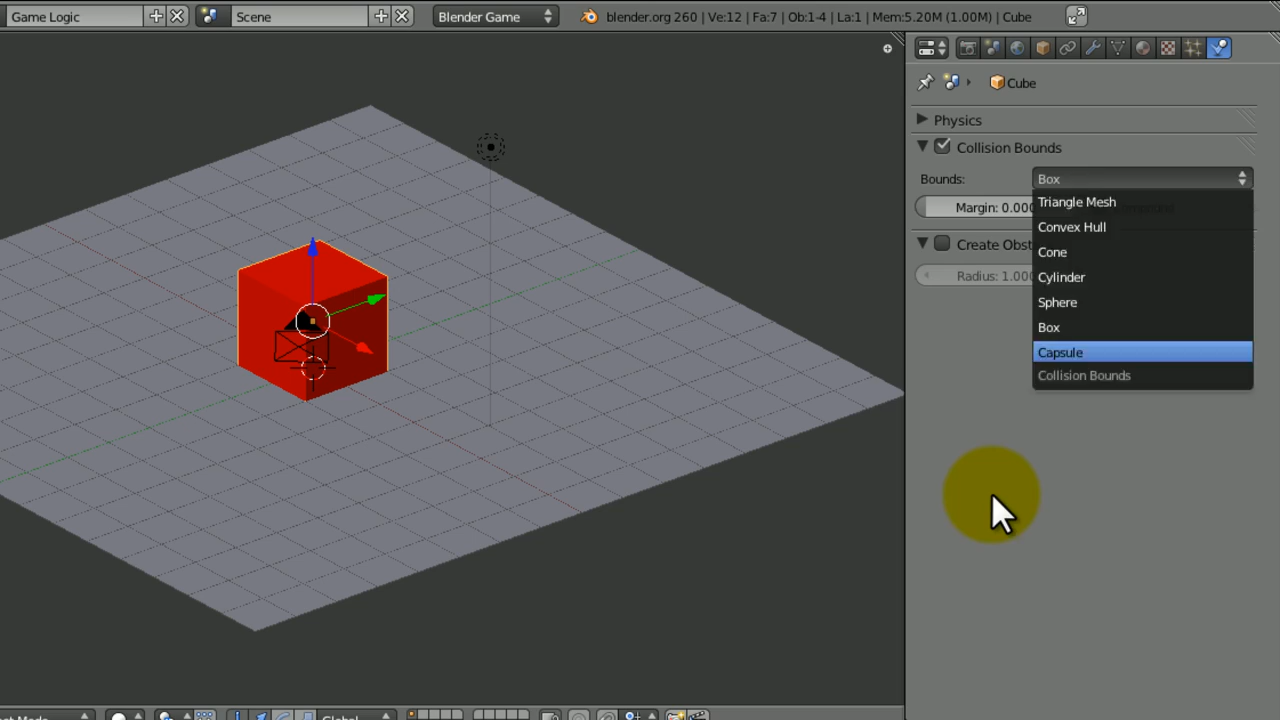 Game Logic
Scene
Blender Game
blender.org 260 | Ve:12 | Fa:7 | Ob:1-4 | La:1 | Mem:5.20M (1.00M) | Cube
Cube
Physics
Collision Bounds
Bounds:
Box
Margin: 0.000
Triangle Mesh
Convex Hull
Cone
Create Obst
Radius: 1.000
Cylinder
Sphere
Box
Capsule
Collision Bounds
Global